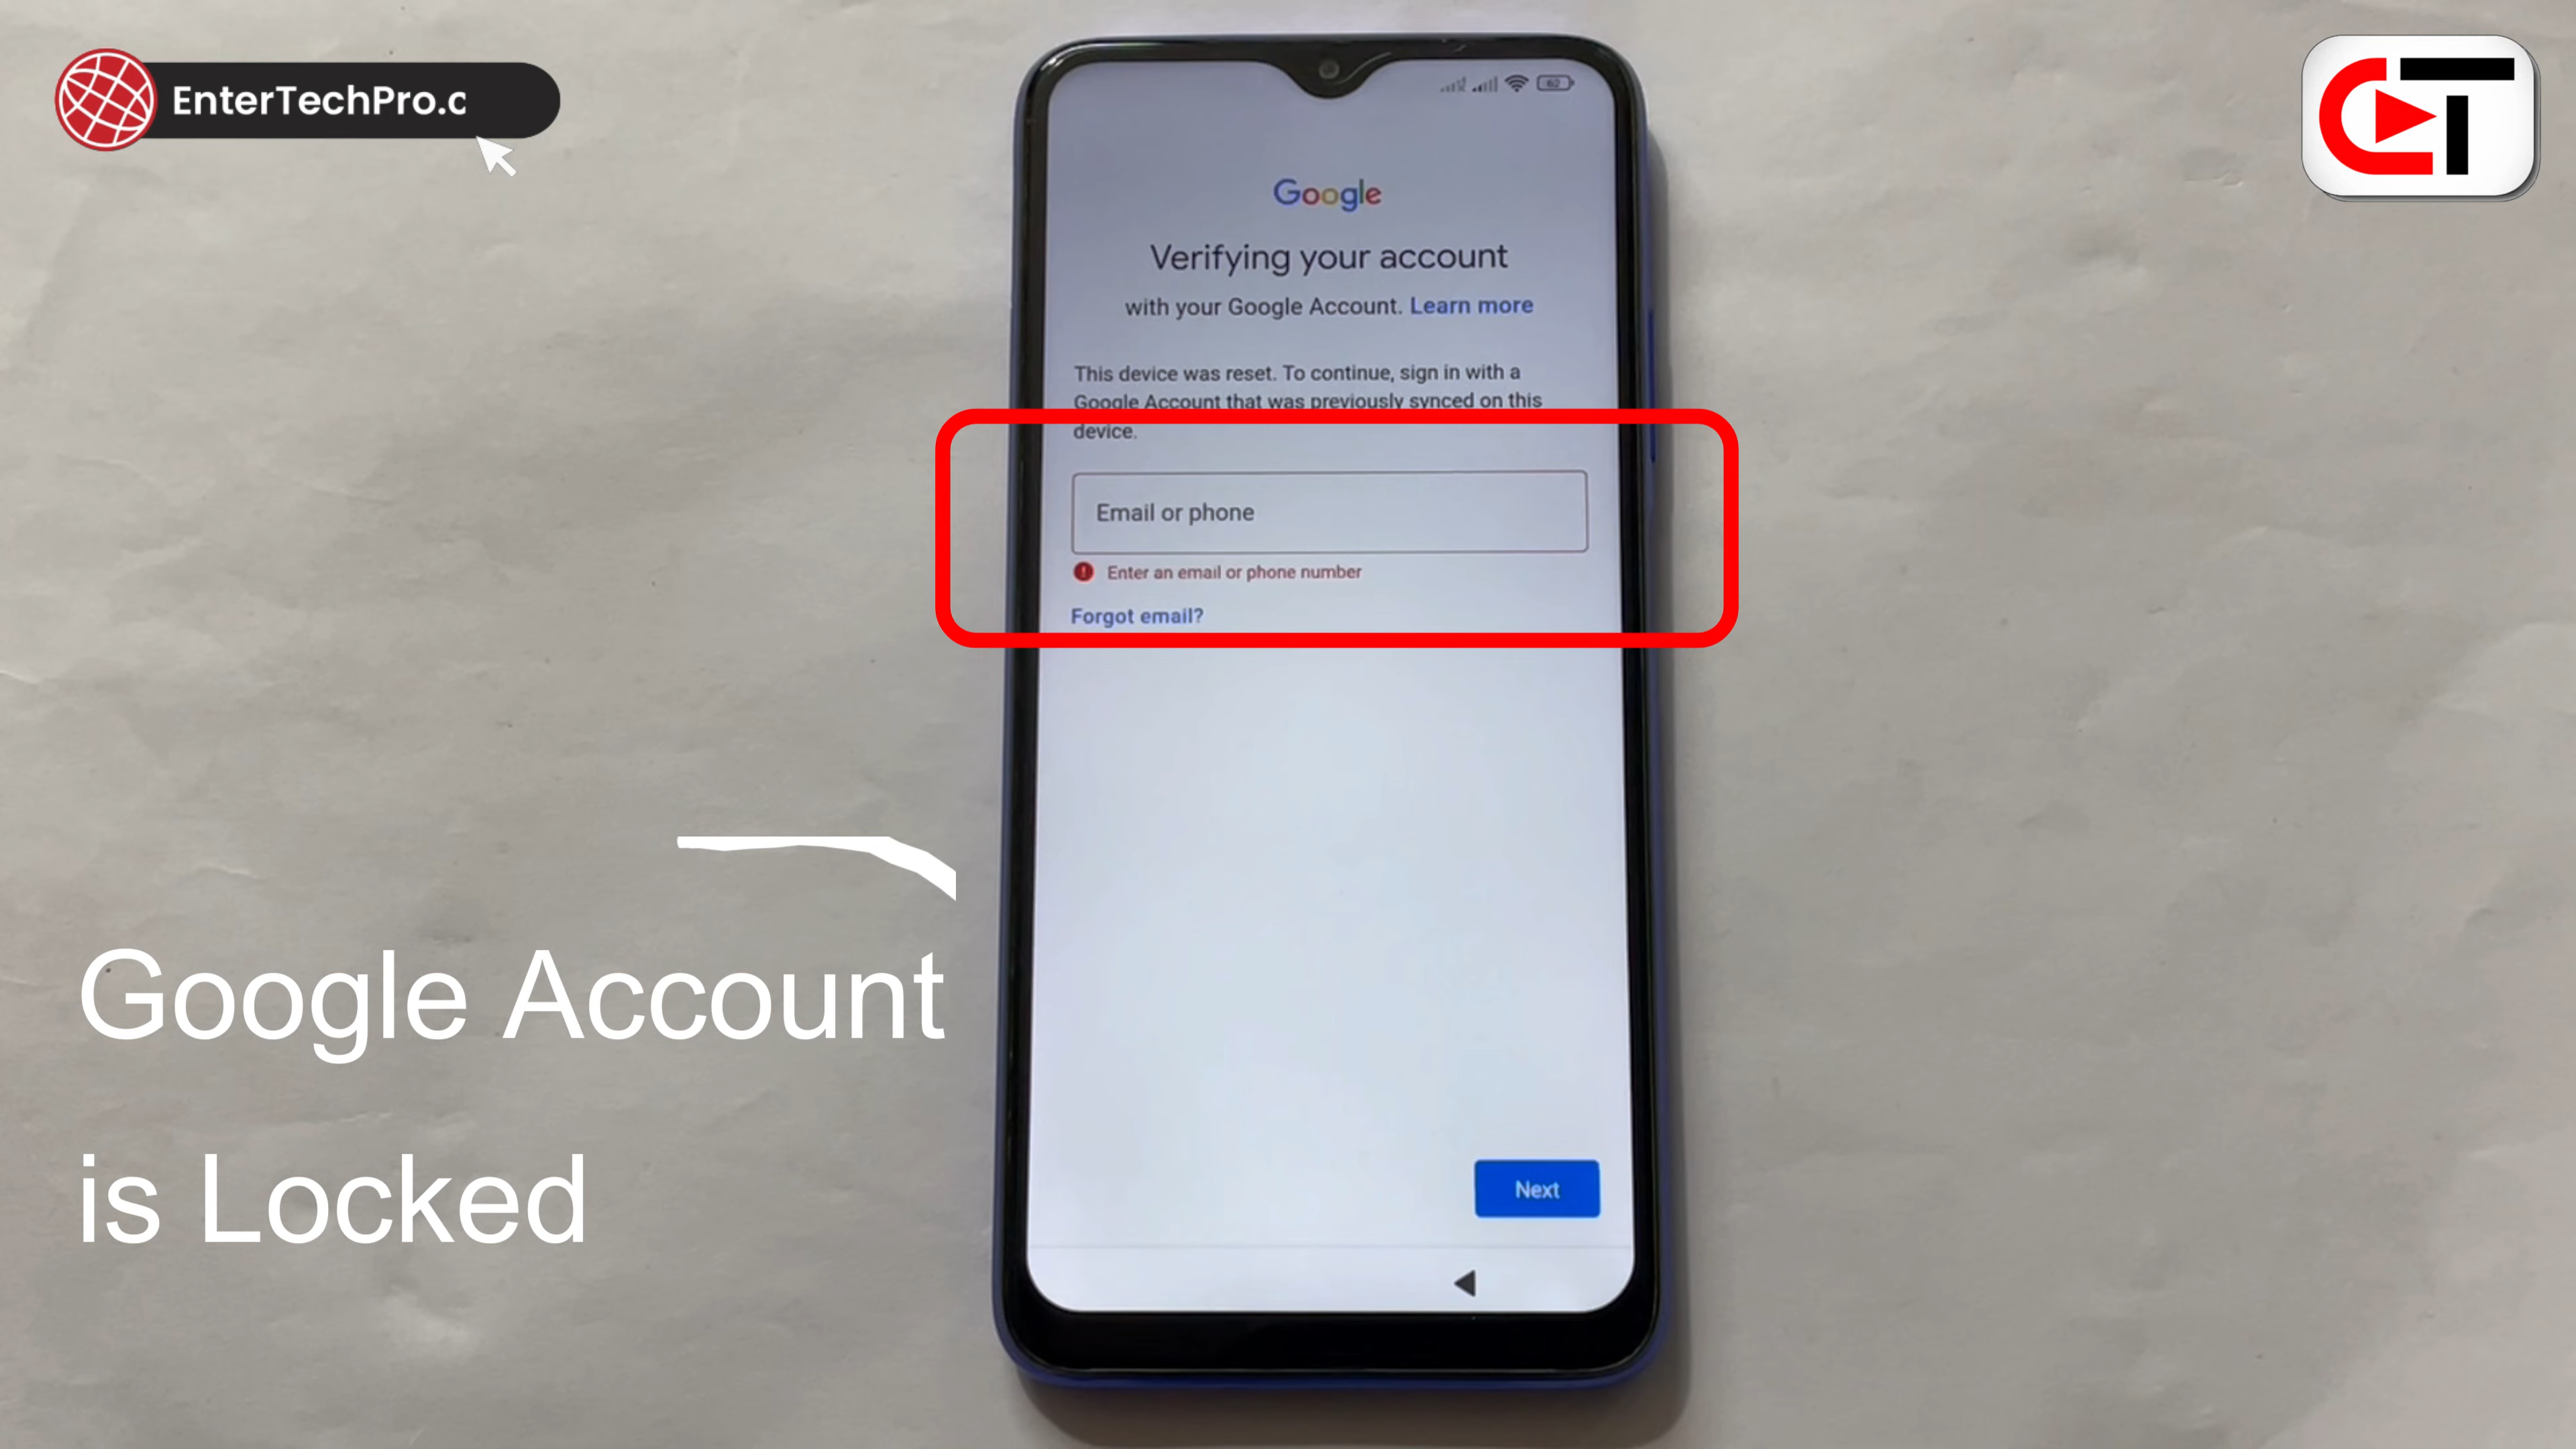 EnterTechPro.c
CT
62
Google
Verifying your account
with your Google Account. Learn more
This device was reset. To continue, sign in with a
Google Account that was previously synced on this
device.
Email or phone
! Enter an email or phone number
Forgot email?
Google Account
is Locked
Next